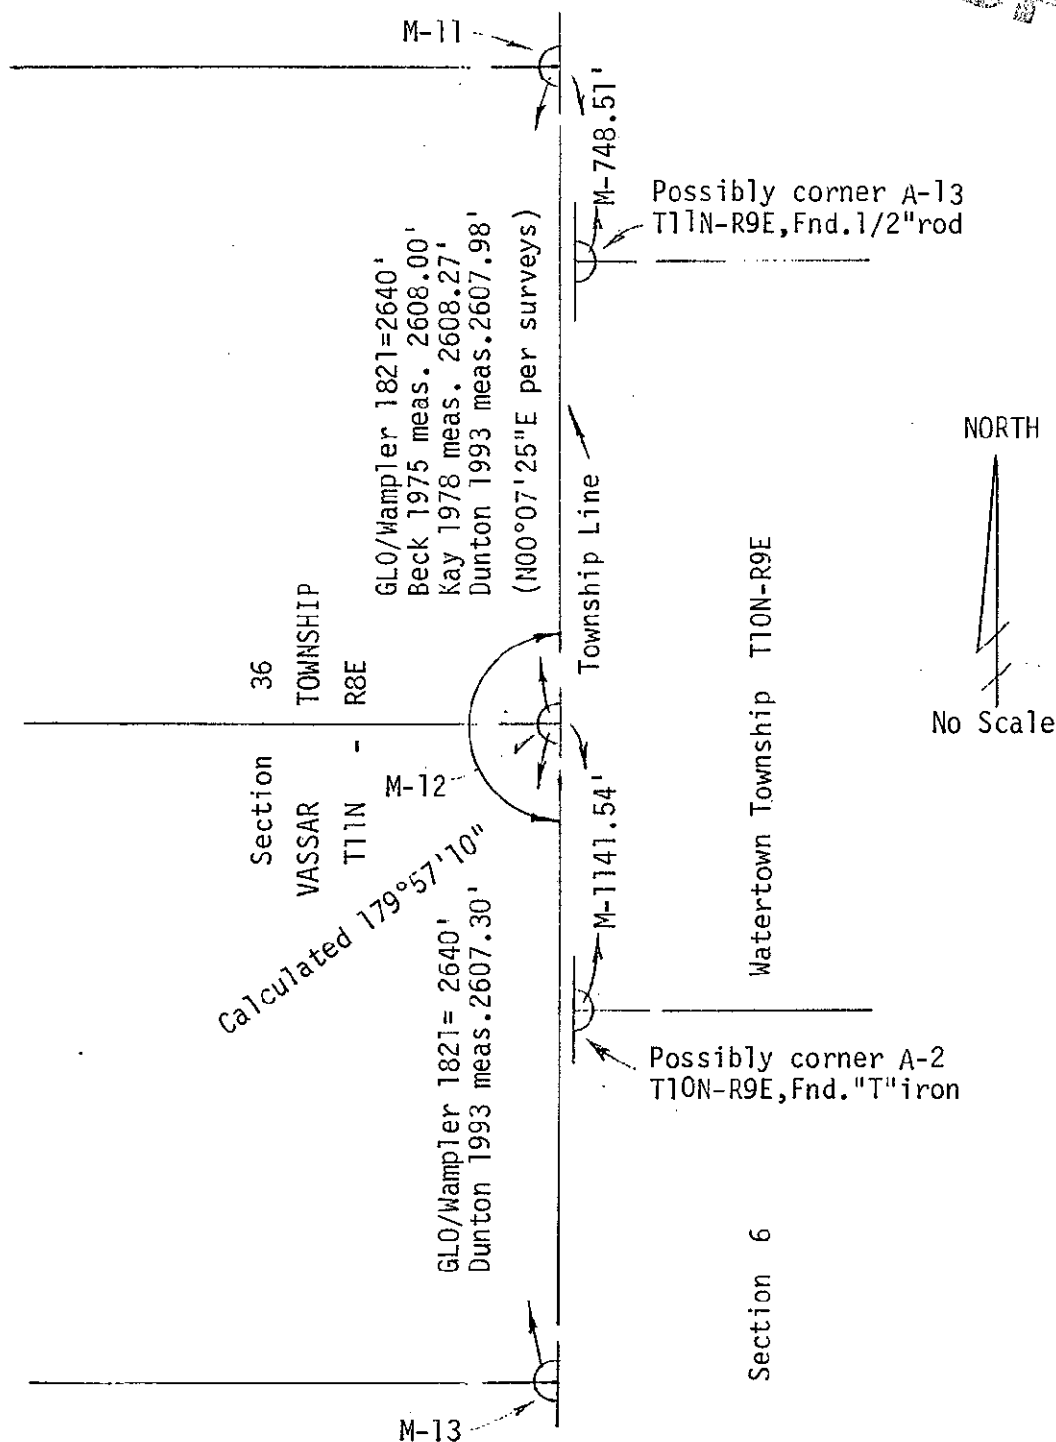 M-11
M-748.51'
Possibly corner A-13
T11N-R9E,Fnd.1/2"rod
GLO/Wampler 1821=2640'
Beck 1975 meas. 2608.00'
Kay 1978 meas. 2608.27'
Dunton 1993 meas.2607.98'
(N00°07'25"E per surveys)
Township Line
NORTH
No Scale
Section 36
VASSAR TOWNSHIP
T11N - R8E
M-12
Calculated 179°57'10"
M-1141.54'
Watertown Township T10N-R9E
GLO/Wampler 1821= 2640'
Dunton 1993 meas.2607.30'
Possibly corner A-2
T10N-R9E,Fnd."T"iron
Section 6
M-13